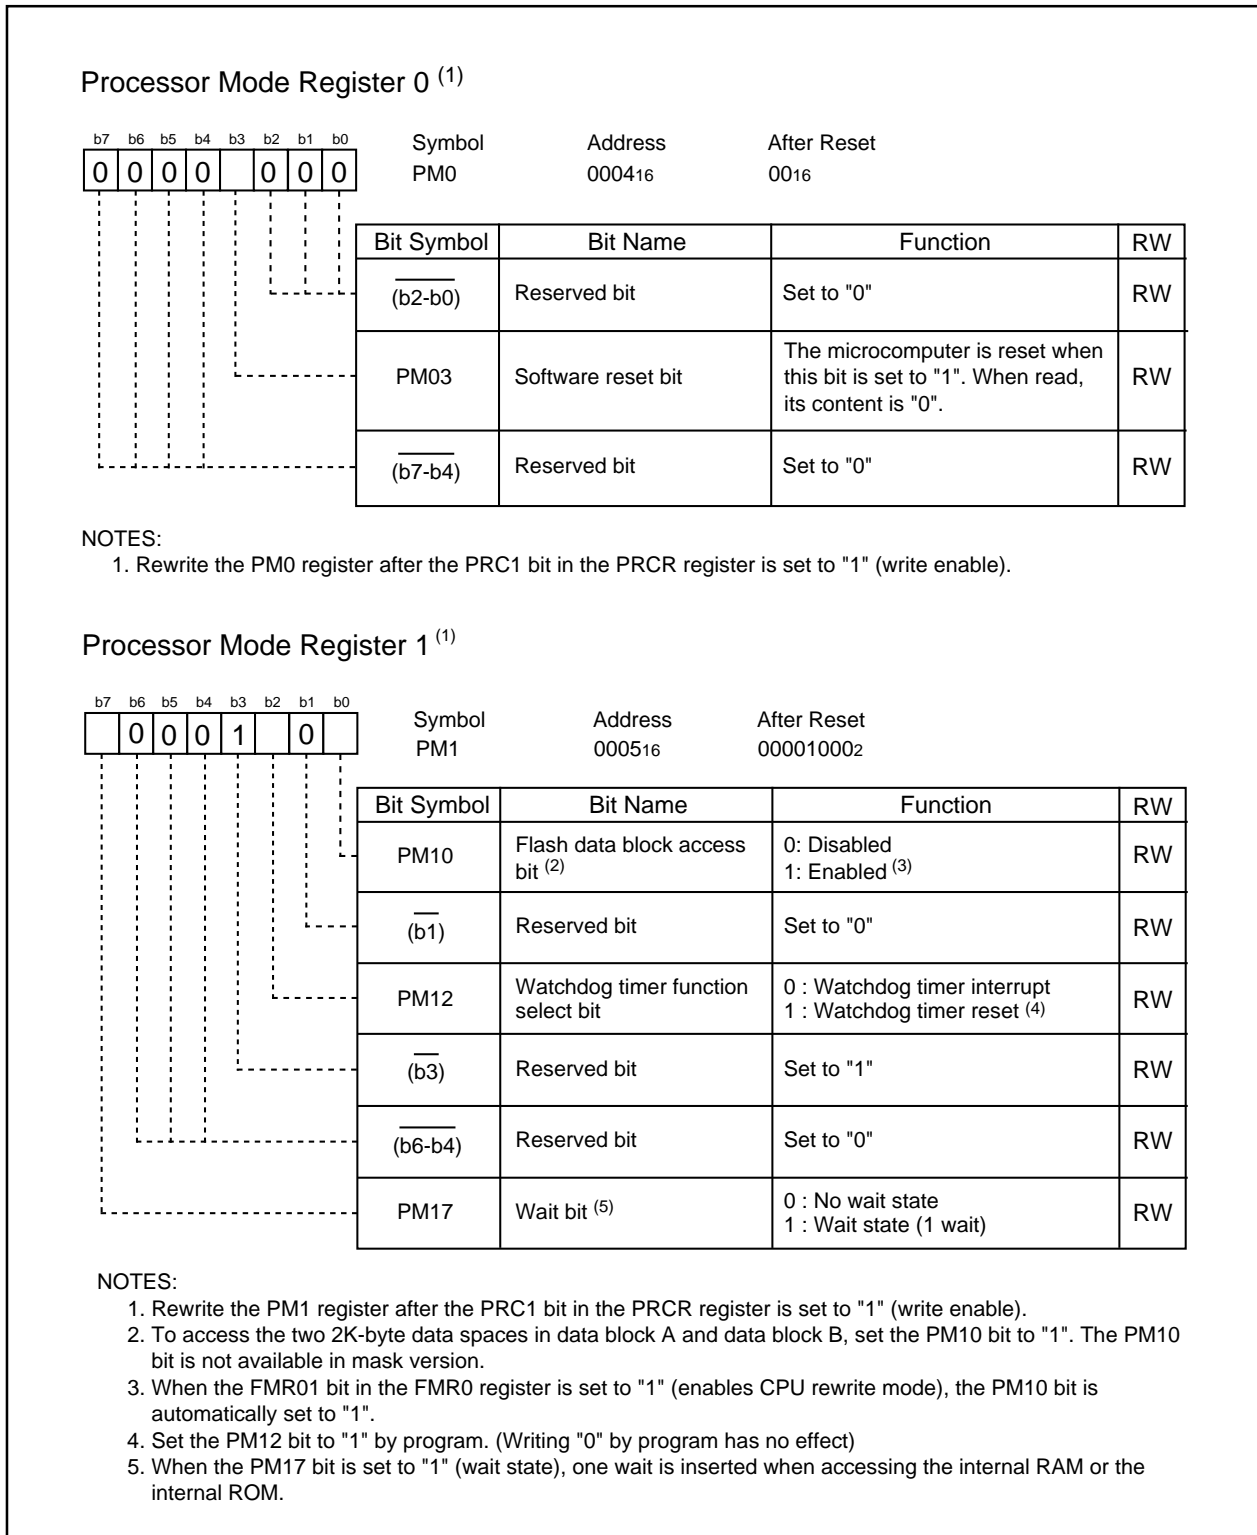 Processor Mode Register 0 (1)
b7 b6 b5 b4 b3 b2 b1 b0
0 0 0 0 0 0 0
Symbol Address After Reset
PM0 000416 0016
Bit Symbol Bit Name Function RW
(b2-b0) Reserved bit Set to "0" RW
PM03 Software reset bit The microcomputer is reset when
this bit is set to "1". When read,
its content is "0".
RW
(b7-b4) Reserved bit Set to "0" RW
NOTES:
1. Rewrite the PM0 register after the PRC1 bit in the PRCR register is set to "1" (write enable).
Processor Mode Register 1 (1)
b7 b6 b5 b4 b3 b2 b1 b0
0 0 0 1 0
Symbol Address After Reset
PM1 000516 000010002
Bit Symbol Bit Name Function RW
PM10 Flash data block access
bit (2)
0: Disabled
1: Enabled (3)
RW
(b1) Reserved bit Set to "0" RW
PM12 Watchdog timer function
select bit
0 : Watchdog timer interrupt
1 : Watchdog timer reset (4)
RW
(b3) Reserved bit Set to "1" RW
(b6-b4) Reserved bit Set to "0" RW
PM17 Wait bit (5)
0 : No wait state
1 : Wait state (1 wait)
RW
NOTES:
1. Rewrite the PM1 register after the PRC1 bit in the PRCR register is set to "1" (write enable).
2. To access the two 2K-byte data spaces in data block A and data block B, set the PM10 bit to "1". The PM10
bit is not available in mask version.
3. When the FMR01 bit in the FMR0 register is set to "1" (enables CPU rewrite mode), the PM10 bit is
automatically set to "1".
4. Set the PM12 bit to "1" by program. (Writing "0" by program has no effect)
5. When the PM17 bit is set to "1" (wait state), one wait is inserted when accessing the internal RAM or the
internal ROM.